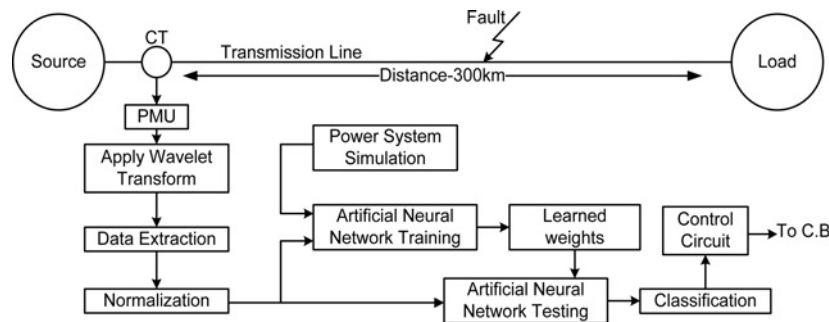 Fault
CT
Source
Transmission Line
Load
Distance-300km
PMU
Power System
Simulation
Apply Wavelet
Transform
Artificial Neural
Network Training
Learned
weights
Control
Circuit
To C.B
Data Extraction
Normalization
Artificial Neural
Network Testing
Classification